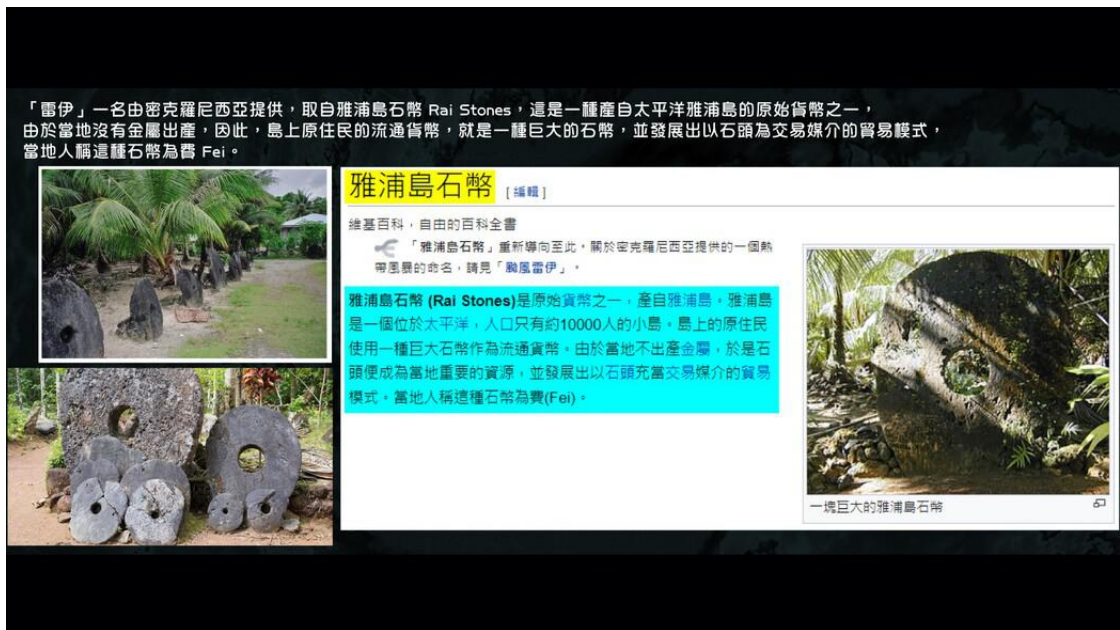 「雷伊」一名由密克羅尼西亞提供，取自雅浦島石幣 Rai Stones，這是一種產自太平洋雅浦島的原始貨幣之一，
由於當地沒有金屬出產，因此，島上原住民的流通貨幣，就是一種巨大的石幣，並發展出以石頭為交易媒介的貿易模式，
當地人稱這種石幣為費 Fei。
雅浦島石幣 [編輯]
維基百科，自由的百科全書
「雅浦島石幣」重新導向至此。關於密克羅尼西亞提供的一個熱
帶風暴的命名，請見「颱風雷伊」。
雅浦島石幣 (Rai Stones)是原始貨幣之一，產自雅浦島。雅浦島
是一個位於太平洋，人口只有約10000人的小島。島上的原住民
使用一種巨大石幣作為流通貨幣。由於當地不出產金屬，於是石
頭便成為當地重要的資源，並發展出以石頭充當交易媒介的貿易
模式。當地人稱這種石幣為費(Fei)。
一塊巨大的雅浦島石幣